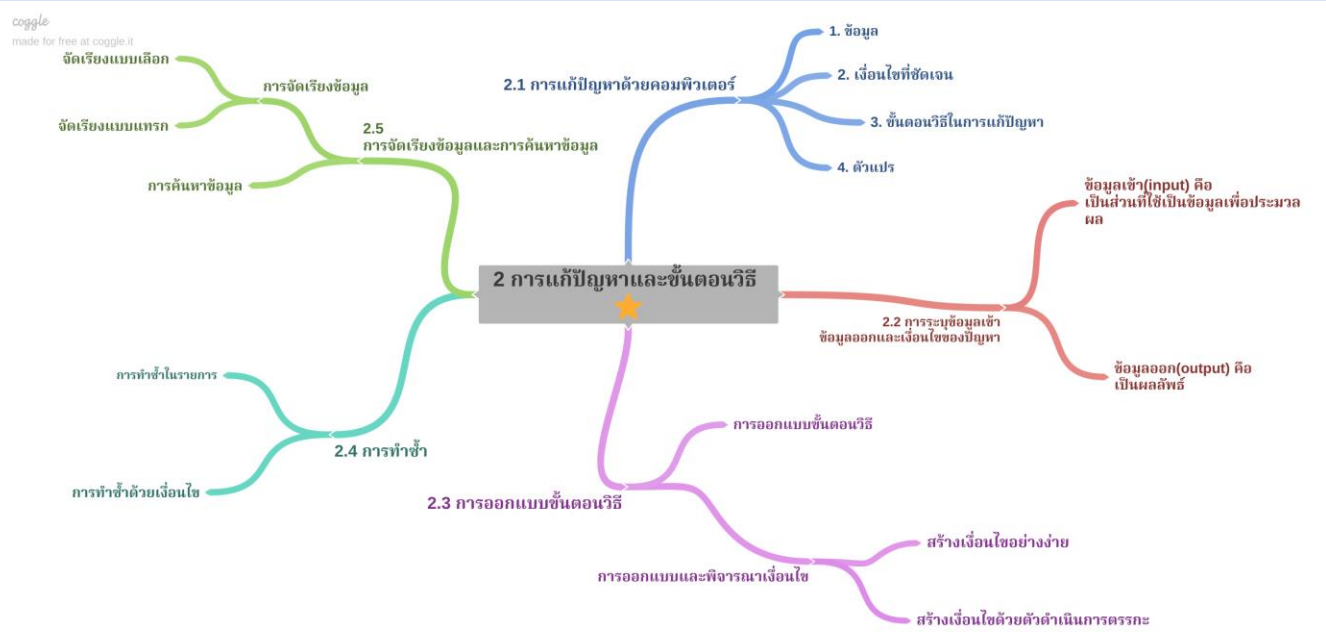 coggle
made for free at coggle.it
2 การแก้ปัญหาและขั้นตอนวิธี
2.1 การแก้ปัญหาด้วยคอมพิวเตอร์
1. ข้อมูล
2. เงื่อนไขที่ชัดเจน
3. ขั้นตอนวิธีในการแก้ปัญหา
4. ตัวแปร
2.2 การระบุข้อมูลเข้า
ข้อมูลออกและเงื่อนไขของปัญหา
ข้อมูลเข้า(input) คือ
เป็นส่วนที่ใช้เป็นข้อมูลเพื่อประมวล
ผล
ข้อมูลออก(output) คือ
เป็นผลลัพธ์
2.3 การออกแบบขั้นตอนวิธี
การออกแบบขั้นตอนวิธี
การออกแบบและพิจารณาเงื่อนไข
สร้างเงื่อนไขอย่างง่าย
สร้างเงื่อนไขด้วยตัวดำเนินการตรรกะ
2.4 การทำซ้ำ
การทำซ้ำในรายการ
การทำซ้ำด้วยเงื่อนไข
2.5
การจัดเรียงข้อมูลและการค้นหาข้อมูล
การจัดเรียงข้อมูล
จัดเรียงแบบเลือก
จัดเรียงแบบแทรก
การค้นหาข้อมูล